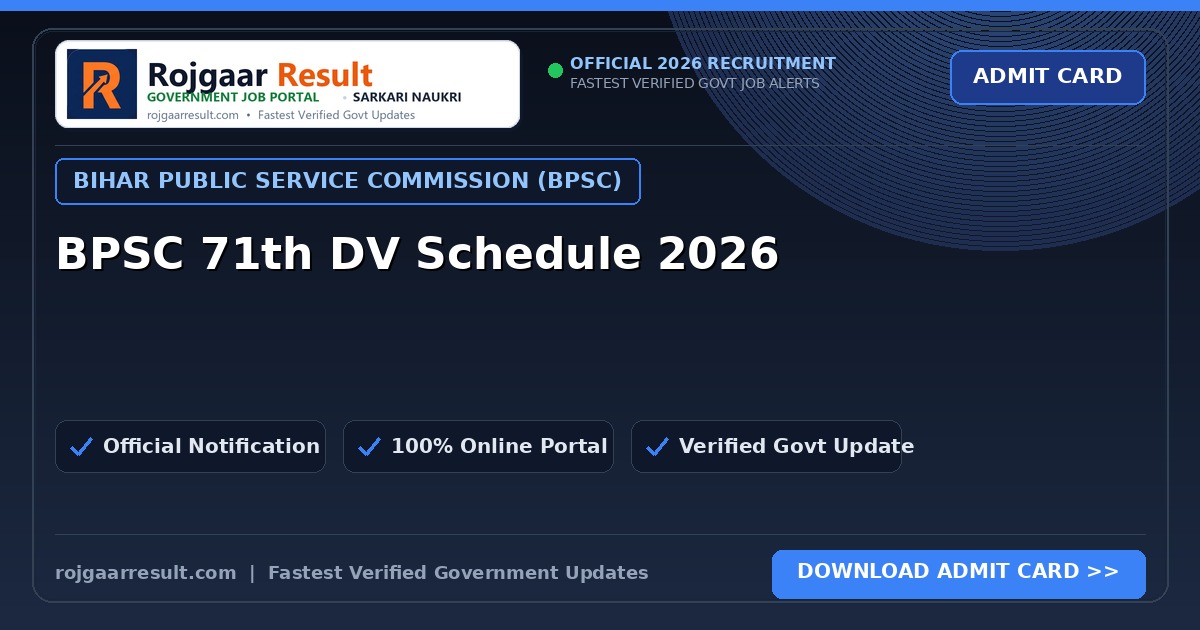 Rojgaar Result
GOVERNMENT JOB PORTAL • SARKARI NAUKRI
rojgaarresult.com • Fastest Verified Govt Updates
OFFICIAL 2026 RECRUITMENT
FASTEST VERIFIED GOVT JOB ALERTS
ADMIT CARD
BIHAR PUBLIC SERVICE COMMISSION (BPSC)
BPSC 71th DV Schedule 2026
Official Notification
100% Online Portal
Verified Govt Update
rojgaarresult.com | Fastest Verified Government Updates
DOWNLOAD ADMIT CARD >>